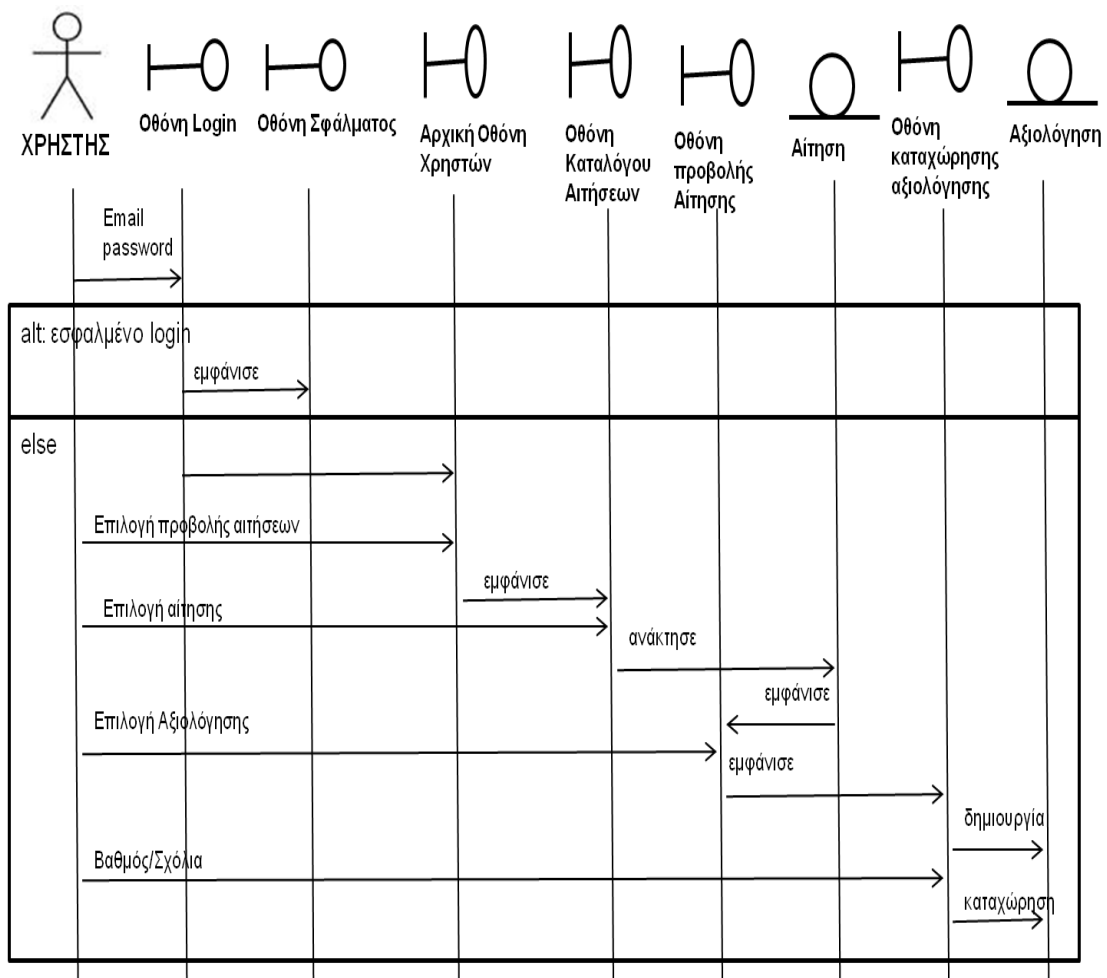 ΧΡΗΣΤΗΣ
Οθόνη Login
Οθόνη Σφάλματος
Αρχική Οθόνη
Χρηστών
Οθόνη
Καταλόγου
Αιτήσεων
Οθόνη
προβολής
Αίτησης
Αίτηση
Οθόνη
καταχώρησης
αξιολόγησης
Αξιολόγηση
Email
password
alt: εσφαλμένο login
εμφάνισε
else
Επιλογή προβολής αιτήσεων
εμφάνισε
Επιλογή αίτησης
ανάκτησε
εμφάνισε
Επιλογή Αξιολόγησης
εμφάνισε
δημιουργία
Βαθμός/Σχόλια
καταχώρηση